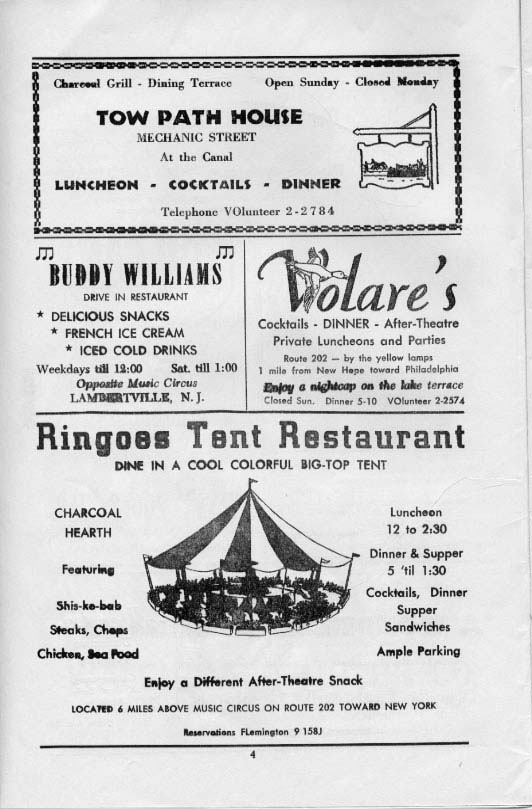 Charcoal Grill - Dining Terrace Open Sunday - Closed Monday
TOW PATH HOUSE
MECHANIC STREET
At the Canal
LUNCHEON - COCKTAILS - DINNER
Telephone VOlunteer 2-2784
BUDDY WILLIAMS
DRIVE IN RESTAURANT
* DELICIOUS SNACKS
* FRENCH ICE CREAM
* ICED COLD DRINKS
Weekdays till 12:00 Sat. till 1:00
Opposite Music Circus
LAMBERTVILLE, N. J.
Volare's
Cocktails - DINNER - After-Theatre
Private Luncheons and Parties
Route 202 — by the yellow lamps
1 mile from New Hope toward Philadelphia
Enjoy a nightcap on the lake terrace
Closed Sun. Dinner 5-10 VOlunteer 2-2574
Ringoes Tent Restaurant
DINE IN A COOL COLORFUL BIG-TOP TENT
CHARCOAL
HEARTH
Featuring
Shis-ke-bab
Steaks, Chops
Chicken, Sea Food
Luncheon
12 to 2:30
Dinner & Supper
5 'til 1:30
Cocktails, Dinner
Supper
Sandwiches
Ample Parking
Enjoy a Different After-Theatre Snack
LOCATED 6 MILES ABOVE MUSIC CIRCUS ON ROUTE 202 TOWARD NEW YORK
Reservations FLemington 9 158J
4